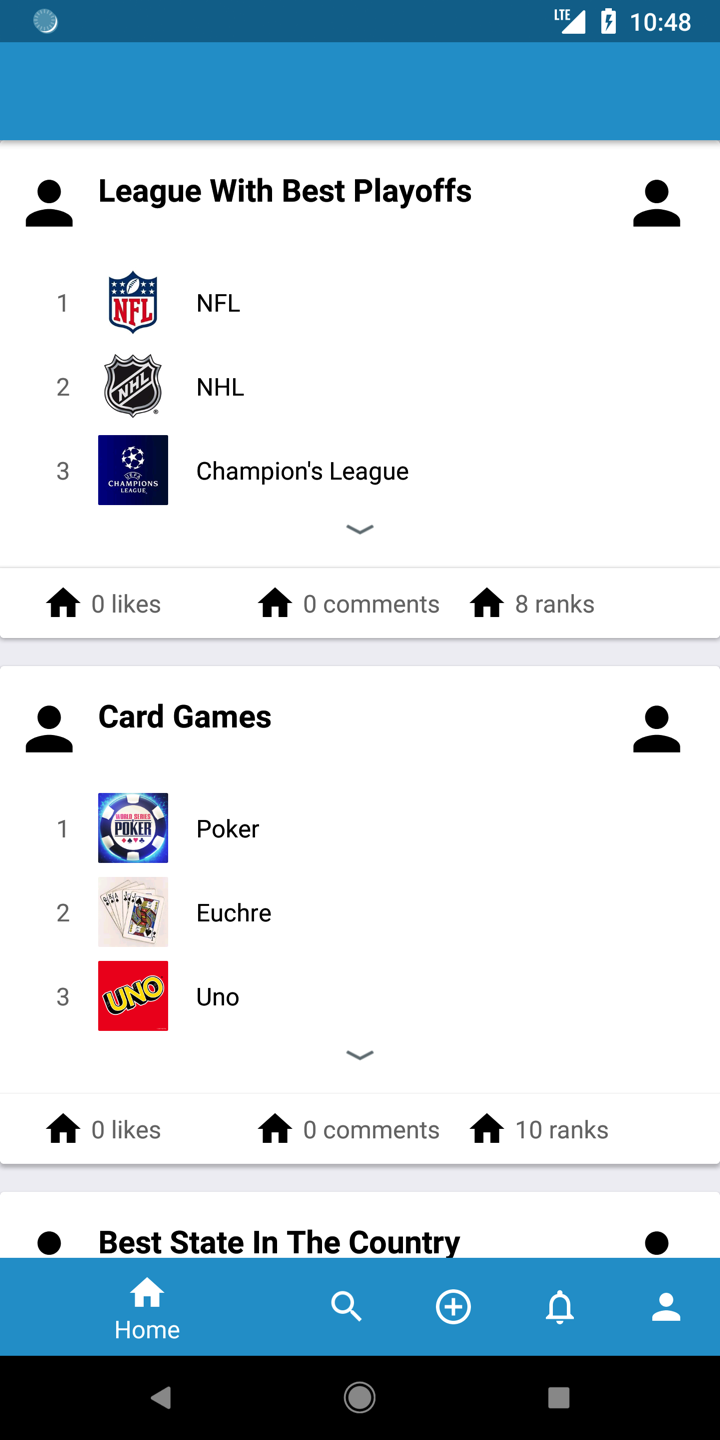 LTE 10:48
League With Best Playoffs
1 NFL NFL
2 NHL NHL
3 UEFA CHAMPIONS LEAGUE Champion's League
0 likes 0 comments 8 ranks
Card Games
1 WORLD SERIES POKER Poker
2 Euchre
3 UNO Uno
0 likes 0 comments 10 ranks
Best State In The Country
Home